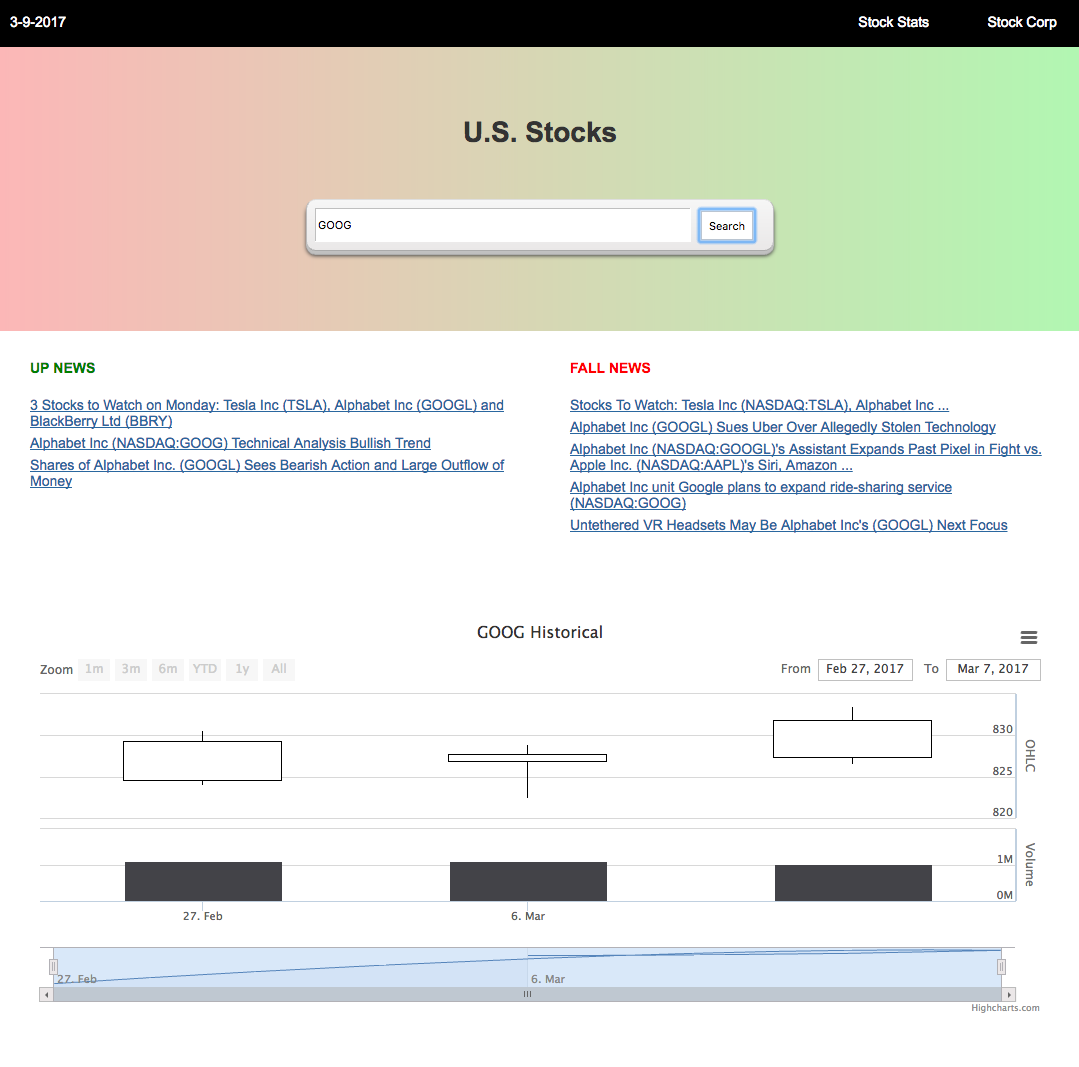 3-9-2017
Stock Stats
Stock Corp
U.S. Stocks
GOOG
Search
UP NEWS
3 Stocks to Watch on Monday: Tesla Inc (TSLA), Alphabet Inc (GOOGL) and
BlackBerry Ltd (BBRY)
Alphabet Inc (NASDAQ:GOOG) Technical Analysis Bullish Trend
Shares of Alphabet Inc. (GOOGL) Sees Bearish Action and Large Outflow of
Money
FALL NEWS
Stocks To Watch: Tesla Inc (NASDAQ:TSLA), Alphabet Inc ...
Alphabet Inc (GOOGL) Sues Uber Over Allegedly Stolen Technology
Alphabet Inc (NASDAQ:GOOGL)'s Assistant Expands Past Pixel in Fight vs.
Apple Inc. (NASDAQ:AAPL)'s Siri, Amazon ...
Alphabet Inc unit Google plans to expand ride-sharing service
(NASDAQ:GOOG)
Untethered VR Headsets May Be Alphabet Inc's (GOOGL) Next Focus
GOOG Historical
Zoom 1m 3m 6m YTD 1y All
From Feb 27, 2017 To Mar 7, 2017
830
825
820
OHLC
1M
0M
Volume
27. Feb
6. Mar
27. Feb
6. Mar
Highcharts.com